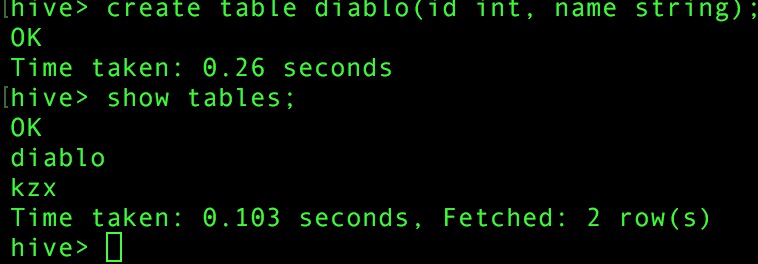 hive> create table diablo(id int, name string);
OK
Time taken: 0.26 seconds
hive> show tables;
OK
diablo
kzx
Time taken: 0.103 seconds, Fetched: 2 row(s)
hive>